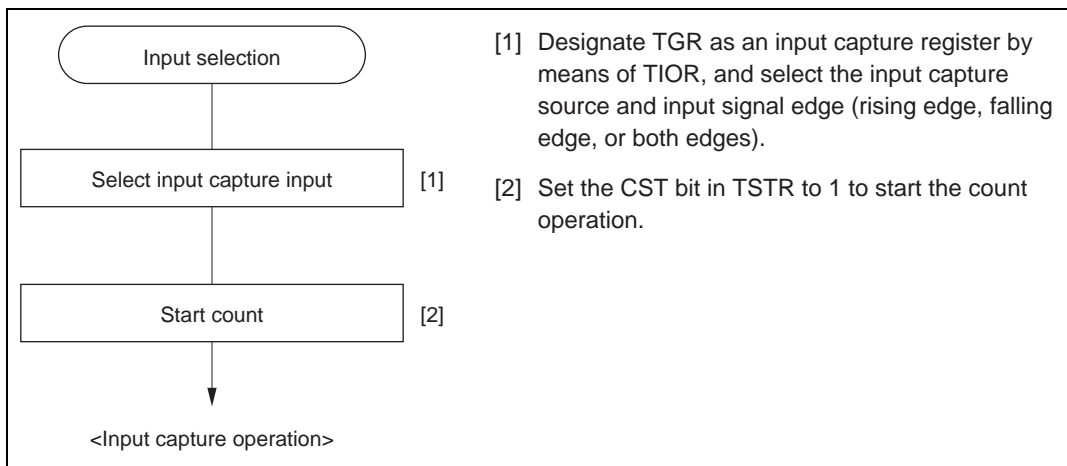 Input selection
Select input capture input
[1]
Start count
[2]
<Input capture operation>
[1] Designate TGR as an input capture register by
means of TIOR, and select the input capture
source and input signal edge (rising edge, falling
edge, or both edges).
[2] Set the CST bit in TSTR to 1 to start the count
operation.